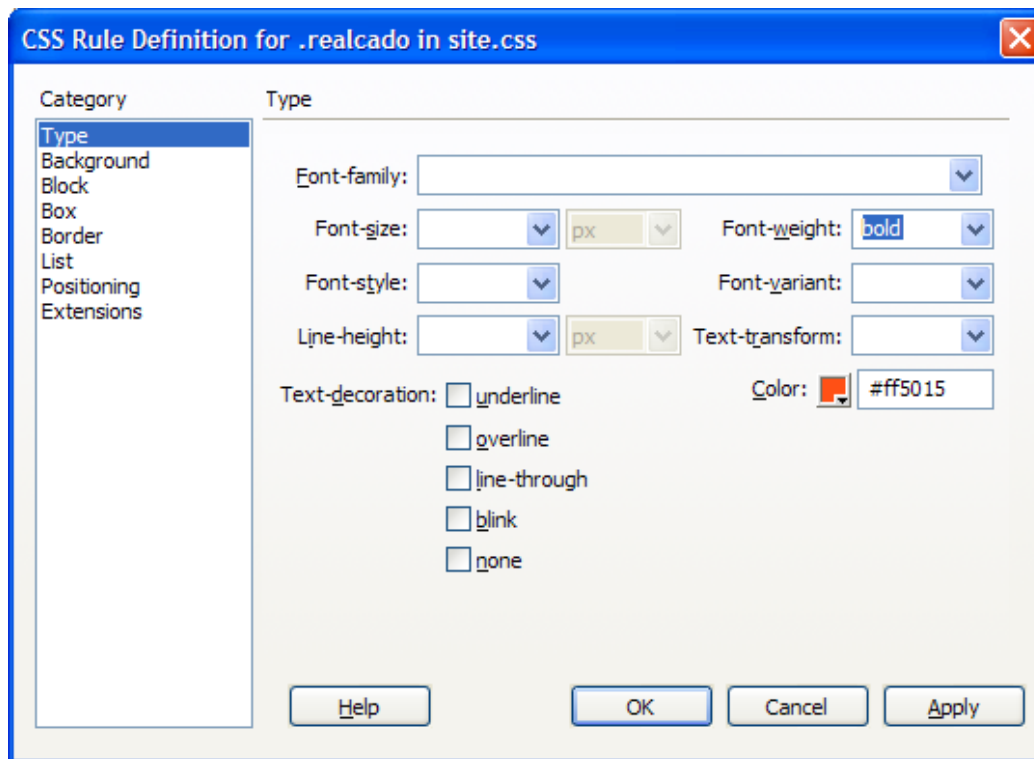 CSS Rule Definition for .realcado in site.css
Category
Type
Background
Block
Box
Border
List
Positioning
Extensions
Type
Font-family:
Font-size: px Font-weight: bold
Font-style: Font-variant:
Line-height: px Text-transform:
Text-decoration: underline Color: #ff5015
overline
line-through
blink
none
Help OK Cancel Apply